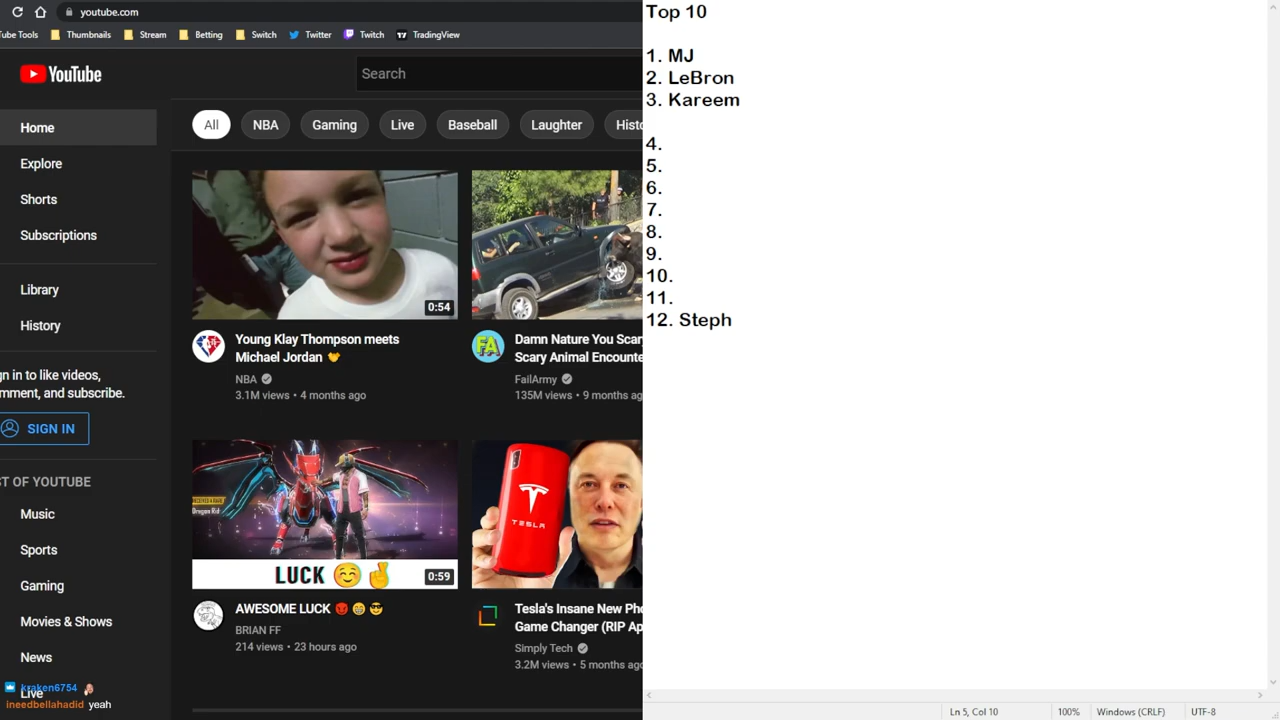 youtube.com
ube Tools
Thumbnails
Stream
Betting
Switch
Twitter
Twitch
TradingView
YouTube
Search
Home
Explore
Shorts
Subscriptions
Library
History
gn in to like videos,
mment, and subscribe.
SIGN IN
ST OF YOUTUBE
Music
Sports
Gaming
Movies & Shows
News
Live
kraken6754
ineedbellahadid yeah
All
NBA
Gaming
Live
Baseball
Laughter
Histo
0:54
Young Klay Thompson meets
Michael Jordan
NBA
3.1M views • 4 months ago
FA
Damn Nature You Scar
Scary Animal Encounte
FailArmy
135M views • 9 months ag
LUCK
0:59
AWESOME LUCK
BRIAN FF
214 views • 23 hours ago
TESLA
Tesla's Insane New Pho
Game Changer (RIP Ap
Simply Tech
3.2M views • 5 months ag
Top 10
1. MJ
2. LeBron
3. Kareem
4.
5.
6.
7.
8.
9.
10.
11.
12. Steph
Ln 5, Col 10
100%
Windows (CRLF)
UTF-8